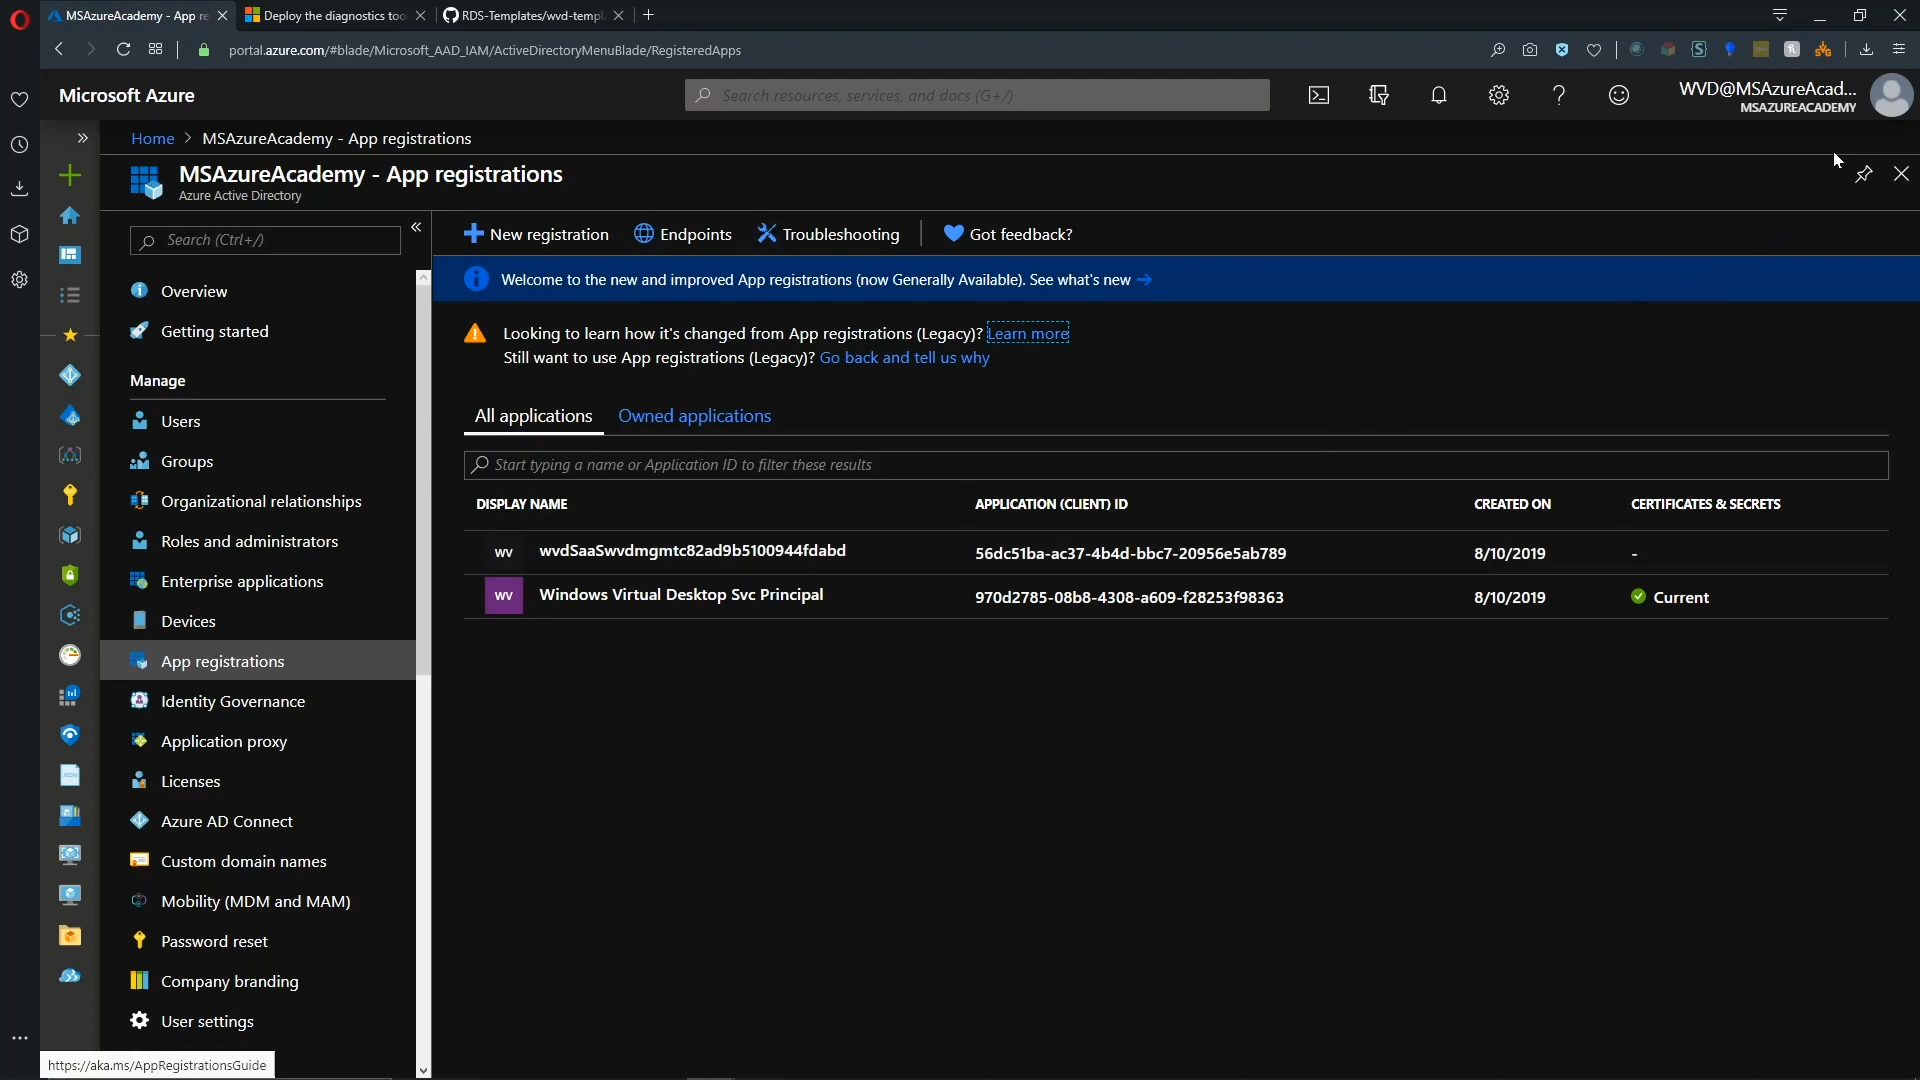 MSAzureAcademy - App re
Deploy the diagnostics too
RDS-Templates/wvd-templ
portal.azure.com/#blade/Microsoft_AAD_IAM/ActiveDirectoryMenuBlade/RegisteredApps
Microsoft Azure
Search resources, services, and docs (G+/)
WVD@MSAzureAcad...
MSAZUREACADEMY
Home > MSAzureAcademy - App registrations
MSAzureAcademy - App registrations
Azure Active Directory
Search (Ctrl+/)
Overview
Getting started
Manage
Users
Groups
Organizational relationships
Roles and administrators
Enterprise applications
Devices
App registrations
Identity Governance
Application proxy
Licenses
Azure AD Connect
Custom domain names
Mobility (MDM and MAM)
Password reset
Company branding
User settings
New registration
Endpoints
Troubleshooting
Got feedback?
Welcome to the new and improved App registrations (now Generally Available). See what's new →
Looking to learn how it's changed from App registrations (Legacy)? Learn more
Still want to use App registrations (Legacy)? Go back and tell us why
All applications
Owned applications
Start typing a name or Application ID to filter these results
DISPLAY NAME
APPLICATION (CLIENT) ID
CREATED ON
CERTIFICATES & SECRETS
WV
wvdSaaSwvdmgmtc82ad9b5100944fdabd
56dc51ba-ac37-4b4d-bbc7-20956e5ab789
8/10/2019
-
WV
Windows Virtual Desktop Svc Principal
970d2785-08b8-4308-a609-f28253f98363
8/10/2019
Current
https://aka.ms/AppRegistrationsGuide